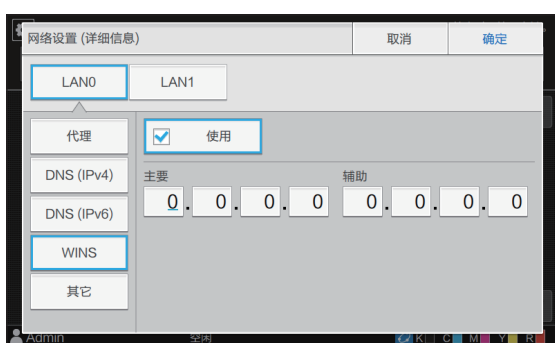 网络设置 (详细信息)
取消
确定
LAN0
LAN1
代理
DNS (IPv4)
DNS (IPv6)
WINS
其它
使用
主要
辅助
0. 0. 0. 0
0. 0. 0. 0
Admin
空闲
K C M Y R